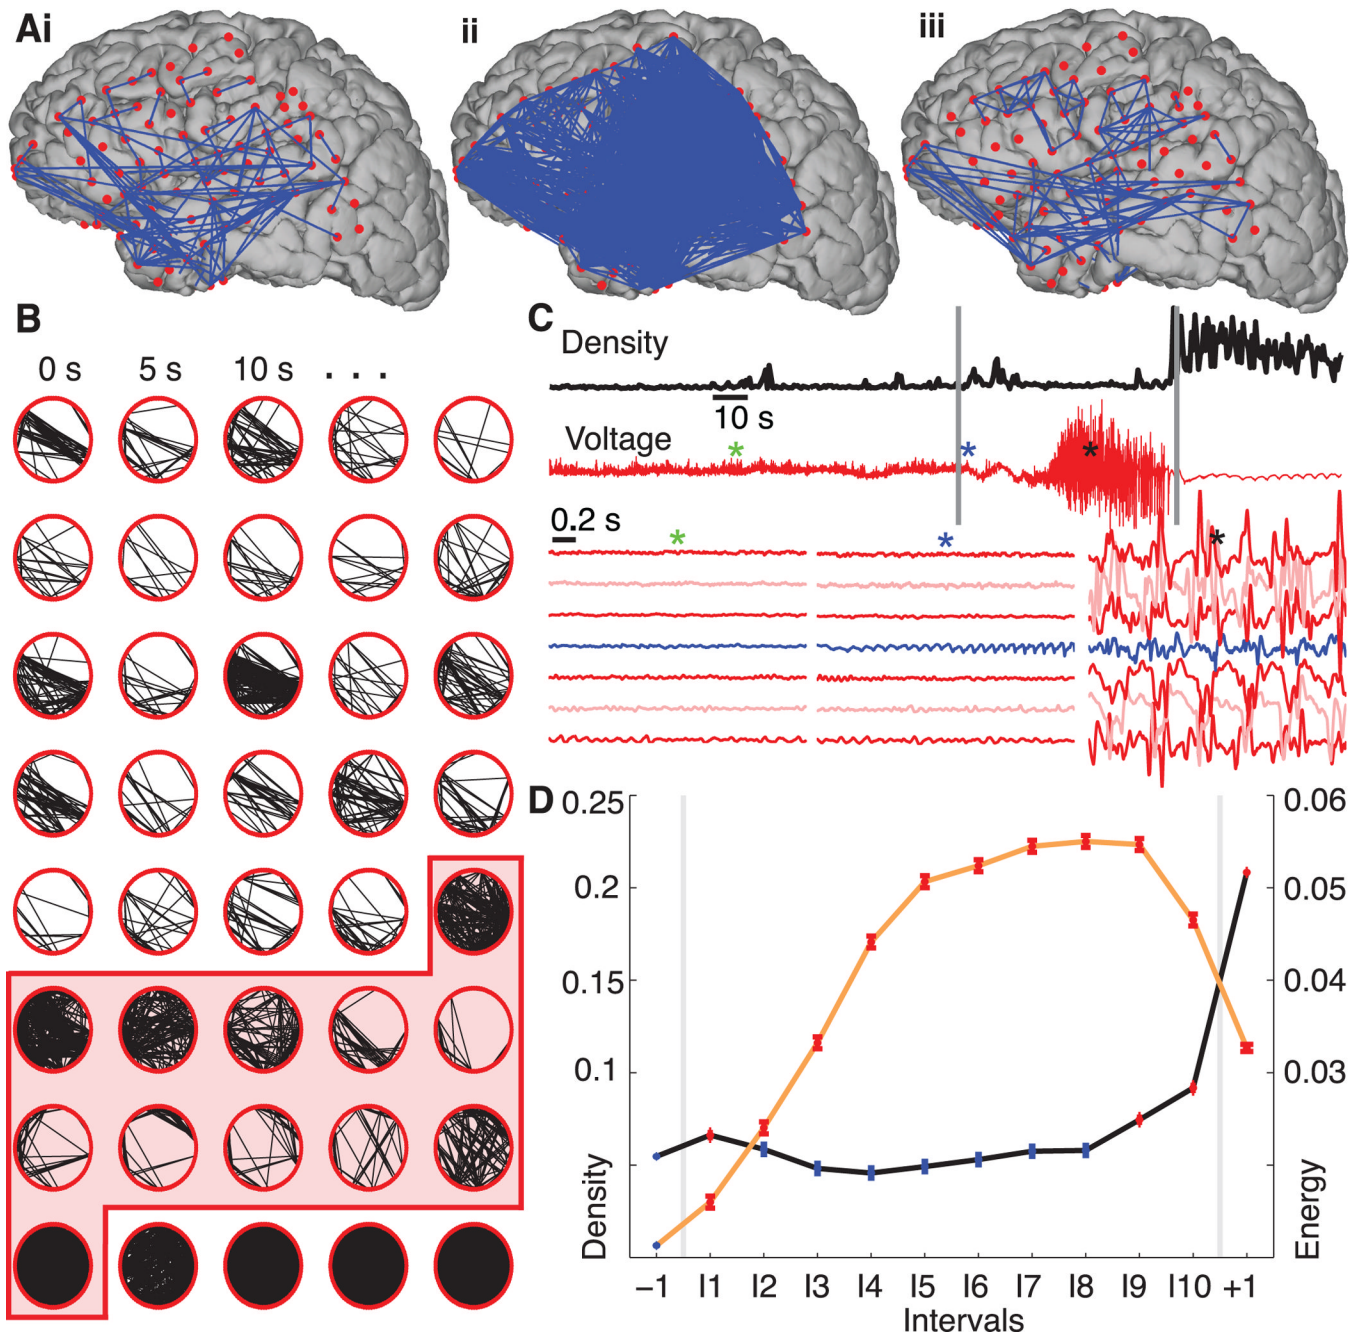 Ai
ii
iii
B
0 s
5 s
10 s
. . .
C
Density
10 s
Voltage
*
*
*
0.2 s
*
*
*
D
0.25
0.2
0.15
0.1
Density
0.06
0.05
0.04
0.03
Energy
−1 I1 I2 I3 I4 I5 I6 I7 I8 I9 I10 +1
Intervals